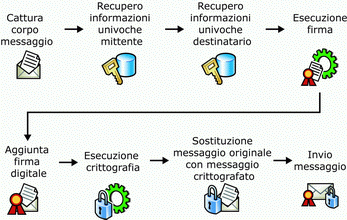 Cattura
corpo
messaggio
Recupero
informazioni
univoche
mittente
Recupero
informazioni
univoche
destinatario
Esecuzione
firma
Aggiunta
firma
digitale
Esecuzione
crittografia
Sostituzione
messaggio originale
con messaggio
crittografato
Invio
messaggio